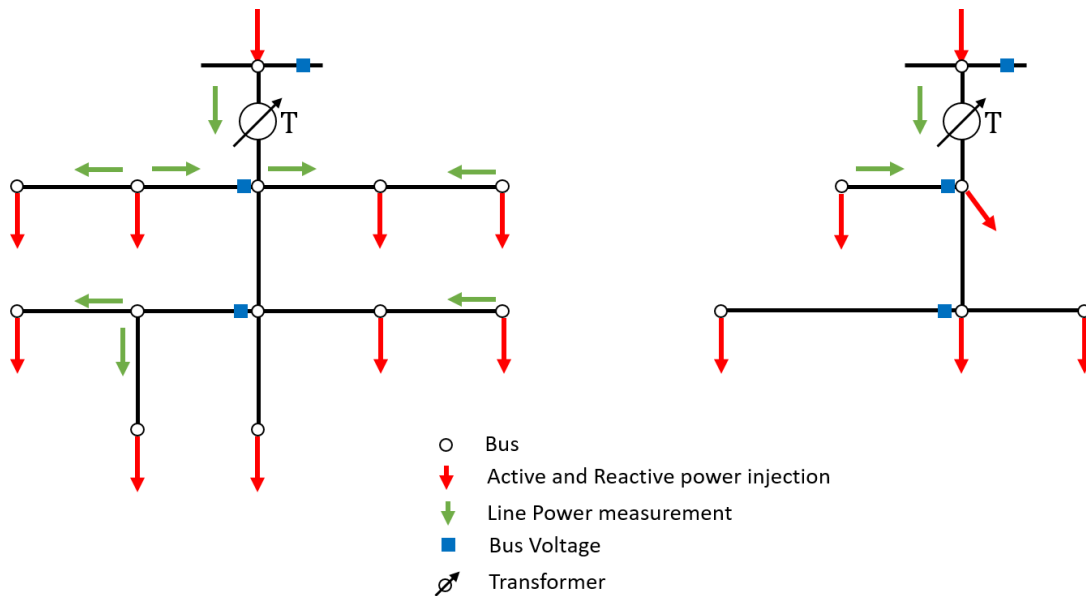 T
T
Bus
Active and Reactive power injection
Line Power measurement
Bus Voltage
Transformer